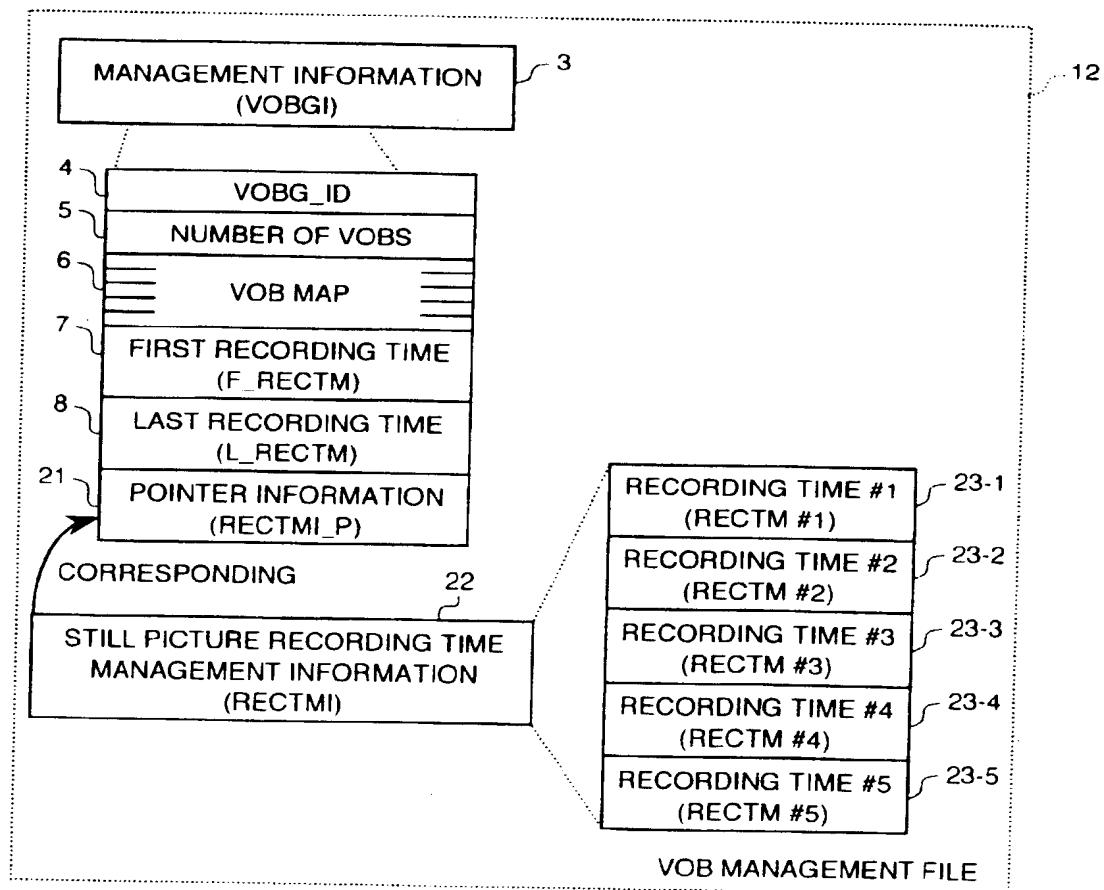 MANAGEMENT INFORMATION
(VOBGI)
3
12
4
VOBG_ID
5
NUMBER OF VOBS
6
VOB MAP
7
FIRST RECORDING TIME
(F_RECTM)
8
LAST RECORDING TIME
(L_RECTM)
21
POINTER INFORMATION
(RECTMI_P)
CORRESPONDING
22
STILL PICTURE RECORDING TIME
MANAGEMENT INFORMATION
(RECTMI)
RECORDING TIME #1
(RECTM #1)
23-1
RECORDING TIME #2
(RECTM #2)
23-2
RECORDING TIME #3
(RECTM #3)
23-3
RECORDING TIME #4
(RECTM #4)
23-4
RECORDING TIME #5
(RECTM #5)
23-5
VOB MANAGEMENT FILE